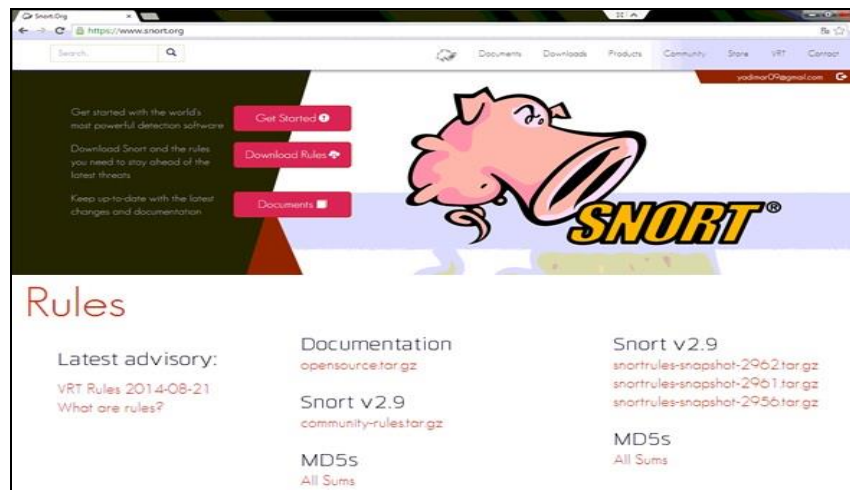 Snort.Org
https://www.snort.org
Search..
Documents Downloads Products Community Store VRT Contact
yadimar09@gmail.com
Get started with the world's
most powerful detection software
Get Started
Download Snort and the rules
you need to stay ahead of the
latest threats
Download Rules
Keep up-to-date with the latest
changes and documentation
Documents
SNORT®
Rules
Latest advisory:
VRT Rules 2014-08-21
What are rules?
Documentation
opensource.tar.gz
Snort v2.9
community-rules.tar.gz
MD5s
All Sums
Snort v2.9
snortrules-snapshot-2962.tar.gz
snortrules-snapshot-2961.tar.gz
snortrules-snapshot-2956.tar.gz
MD5s
All Sums